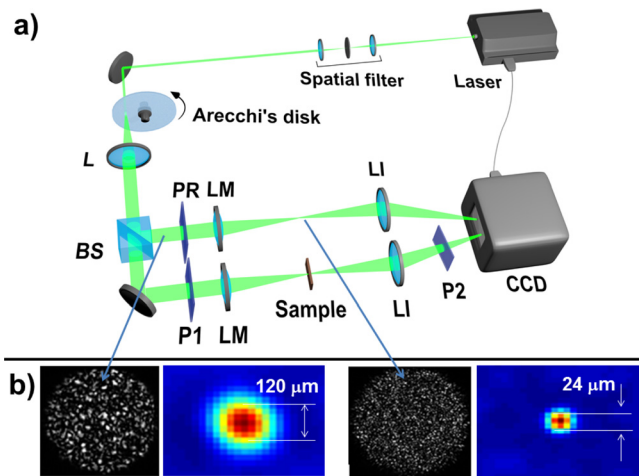 a)
Spatial filter
Laser
Arecchi's disk
L
PR
LM
LI
BS
P1
LM
Sample
LI
P2
CCD
b)
120 μm
24 μm